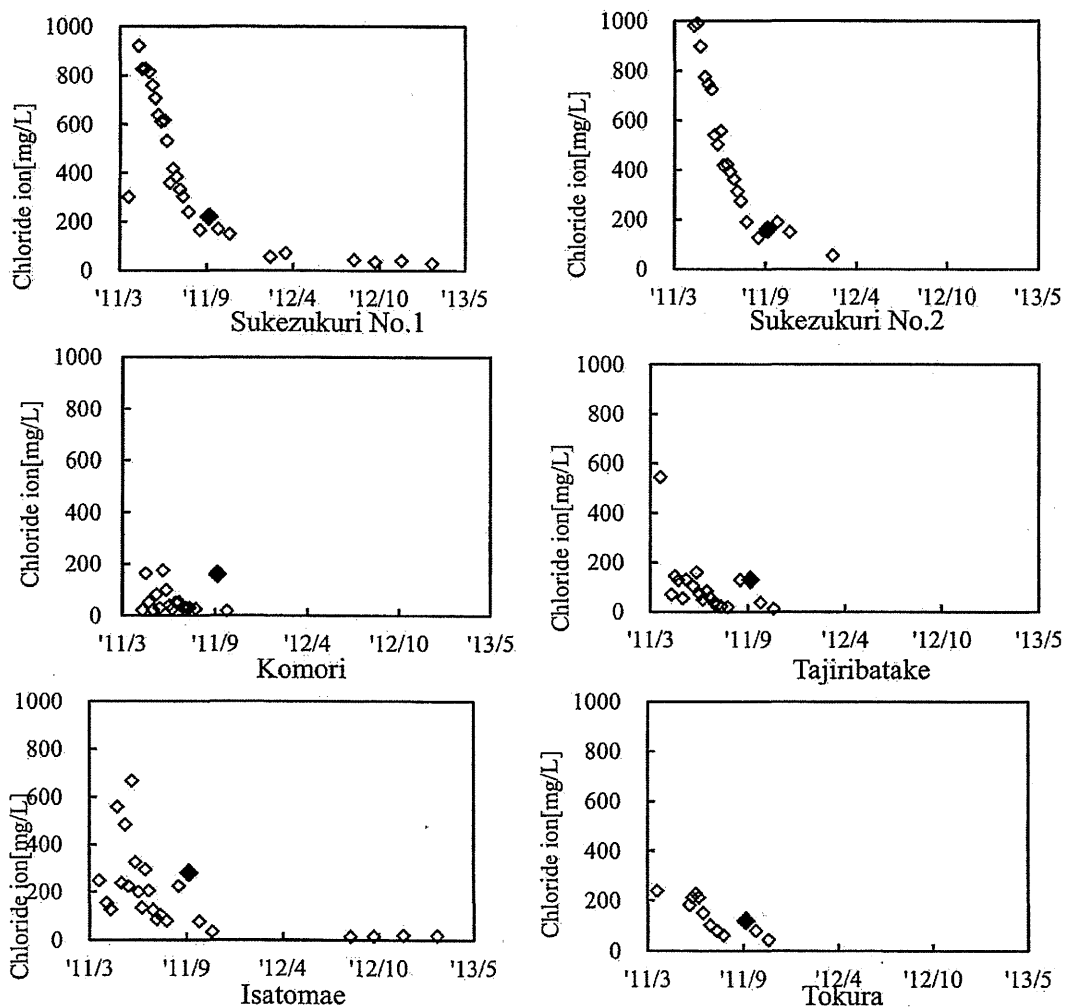 Chloride ion[mg/L]
1000
800
600
400
200
0
'11/3 '11/9 '12/4 '12/10 '13/5
Sukezukuri No.1
Chloride ion[mg/L]
1000
800
600
400
200
0
'11/3 '11/9 '12/4 '12/10 '13/5
Sukezukuri No.2
Chloride ion[mg/L]
1000
800
600
400
200
0
'11/3 '11/9 '12/4 '12/10 '13/5
Komori
Chloride ion[mg/L]
1000
800
600
400
200
0
'11/3 '11/9 '12/4 '12/10 '13/5
Tajiribatake
Chloride ion[mg/L]
1000
800
600
400
200
0
'11/3 '11/9 '12/4 '12/10 '13/5
Isatomae
Chloride ion[mg/L]
1000
800
600
400
200
0
'11/3 '11/9 '12/4 '12/10 '13/5
Tokura